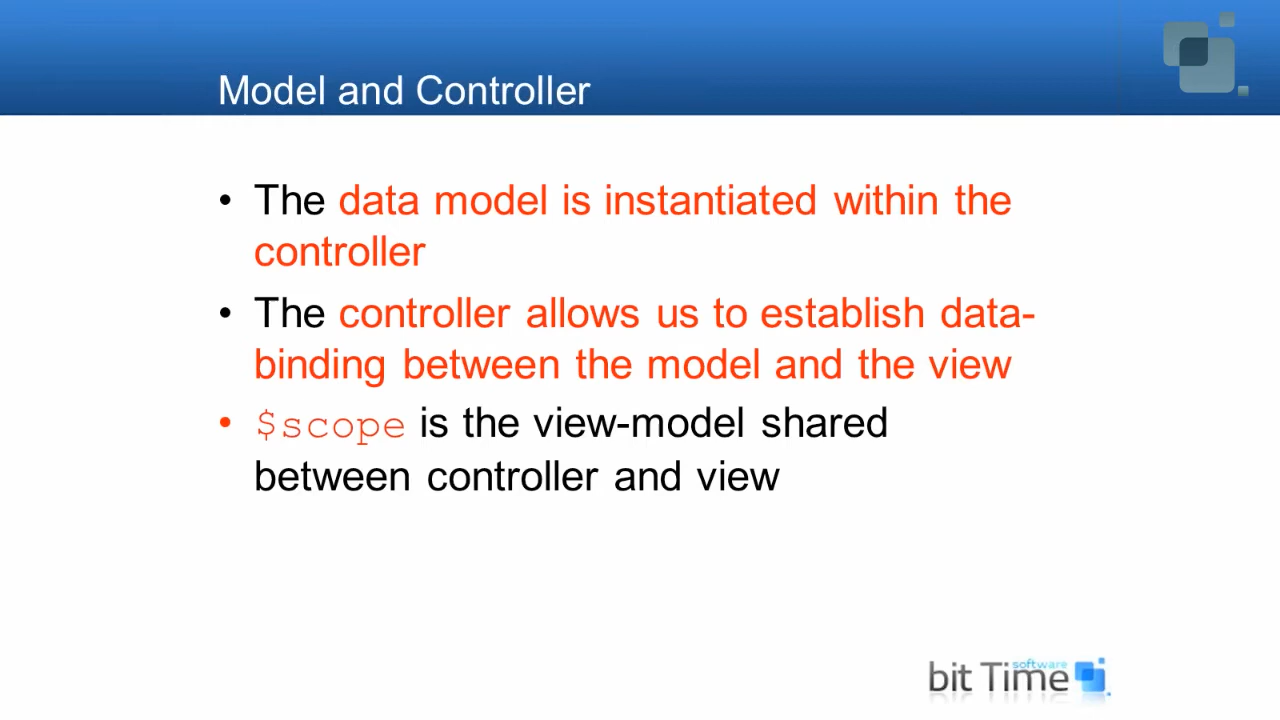 Model and Controller
• The data model is instantiated within the
controller
• The controller allows us to establish data-
binding between the model and the view
• $scope is the view-model shared
between controller and view
software
bit Time